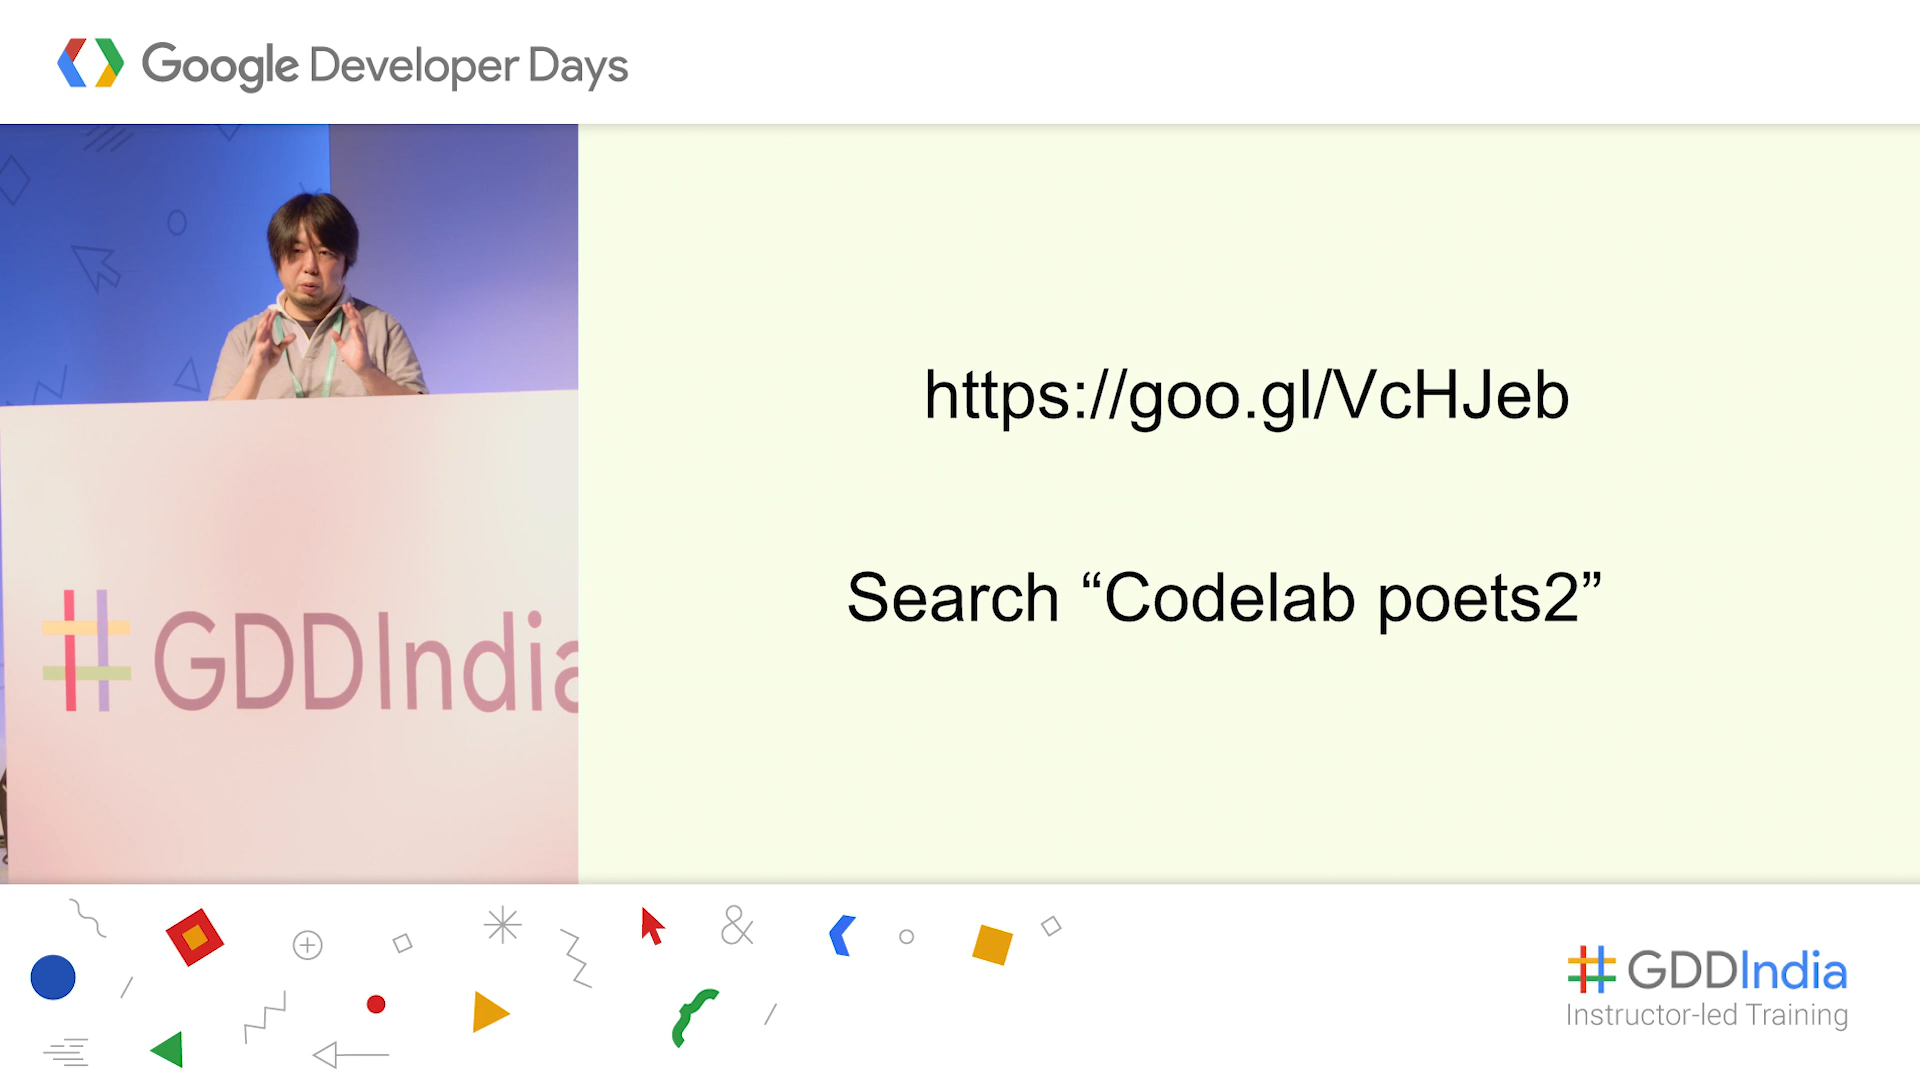 Google Developer Days
https://goo.gl/VcHJeb
Search “Codelab poets2”
#GDDIndia
#GDDIndia
Instructor-led Training